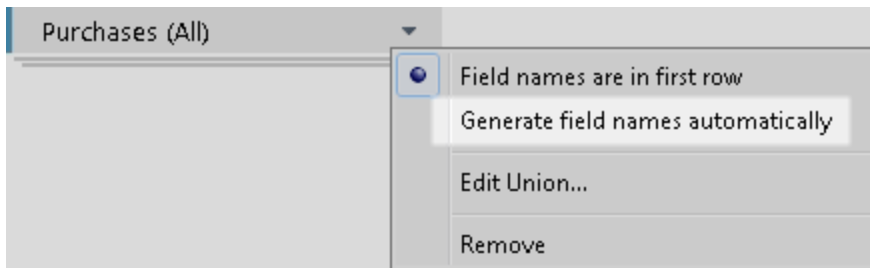 Purchases (All)
Field names are in first row
Generate field names automatically
Edit Union...
Remove